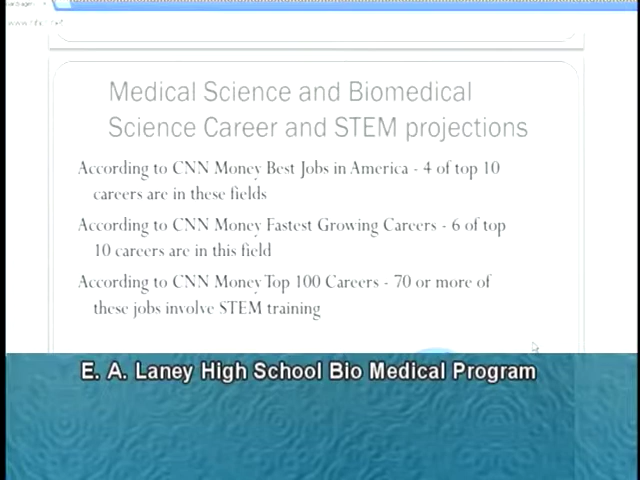 Medical Science and Biomedical
Science Career and STEM projections
According to CNN Money Best Jobs in America - 4 of top 10
careers are in these fields
According to CNN Money Fastest Growing Careers - 6 of top
10 careers are in this field
According to CNN Money Top 100 Careers - 70 or more of
these jobs involve STEM training
E. A. Laney High School Bio Medical Program